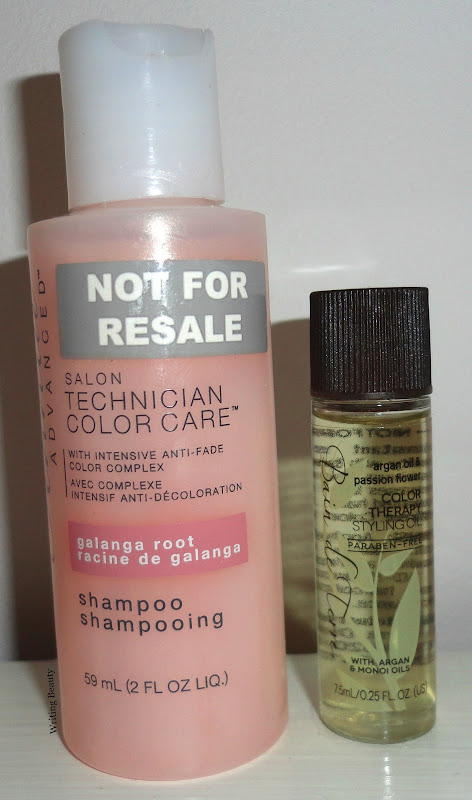 NOT FOR
RESALE
ADVANCED™
SALON
TECHNICIAN
COLOR CARE™
WITH INTENSIVE ANTI-FADE
COLOR COMPLEX
AVEC COMPLEXE
INTENSIF ANTI-DÉCOLORATION
galanga root
racine de galanga
shampoo
shampooing
59 mL (2 FL OZ LIQ.)
argan oil &
passion flower
COLOR
THERAPY
STYLING OIL
PARABEN-FREE
WITH ARGAN
& MONOI OILS
7.5mL/0.25 FL. OZ. (US)
Writing Beauty